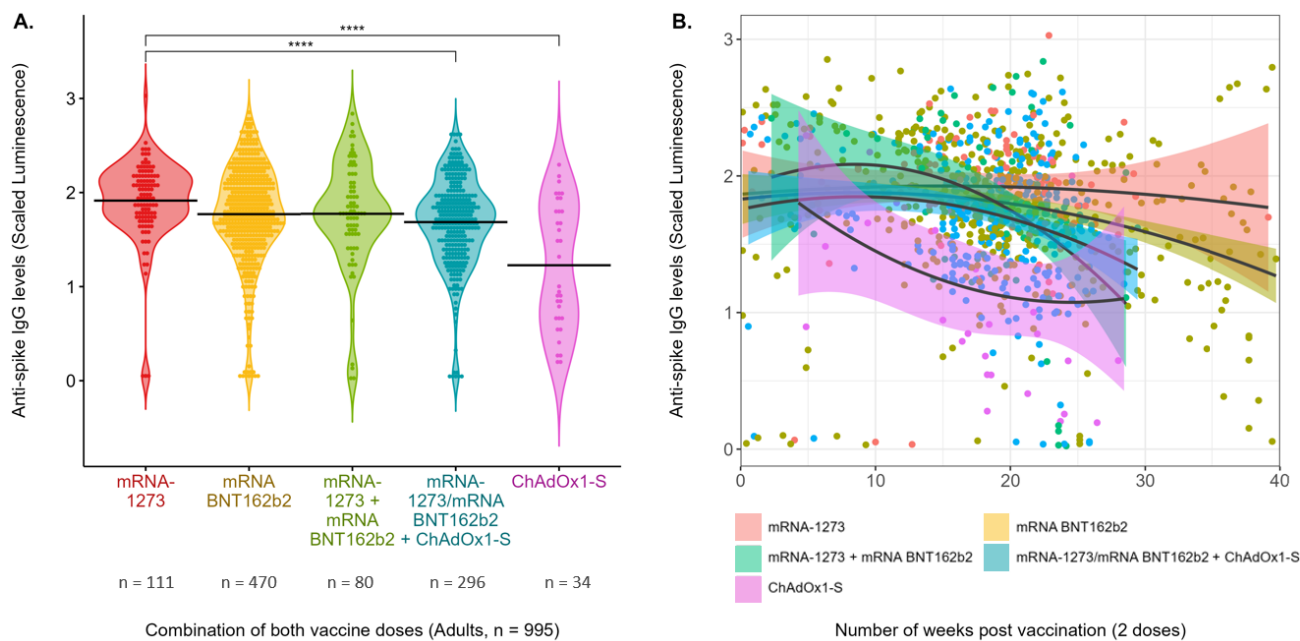 A.
****
****
Anti-spike IgG levels (Scaled Luminescence)
3
2
1
0
mRNA-
1273
mRNA
BNT162b2
mRNA-
1273 +
mRNA
BNT162b2
mRNA-
1273/mRNA
BNT162b2
+ ChAdOx1-S
ChAdOx1-S
n = 111
n = 470
n = 80
n = 296
n = 34
Combination of both vaccine doses (Adults, n = 995)
B.
Anti-spike IgG levels (Scaled Luminescence)
3
2
1
0
0
10
20
30
40
mRNA-1273
mRNA BNT162b2
mRNA-1273 + mRNA BNT162b2
mRNA-1273/mRNA BNT162b2 + ChAdOx1-S
ChAdOx1-S
Number of weeks post vaccination (2 doses)